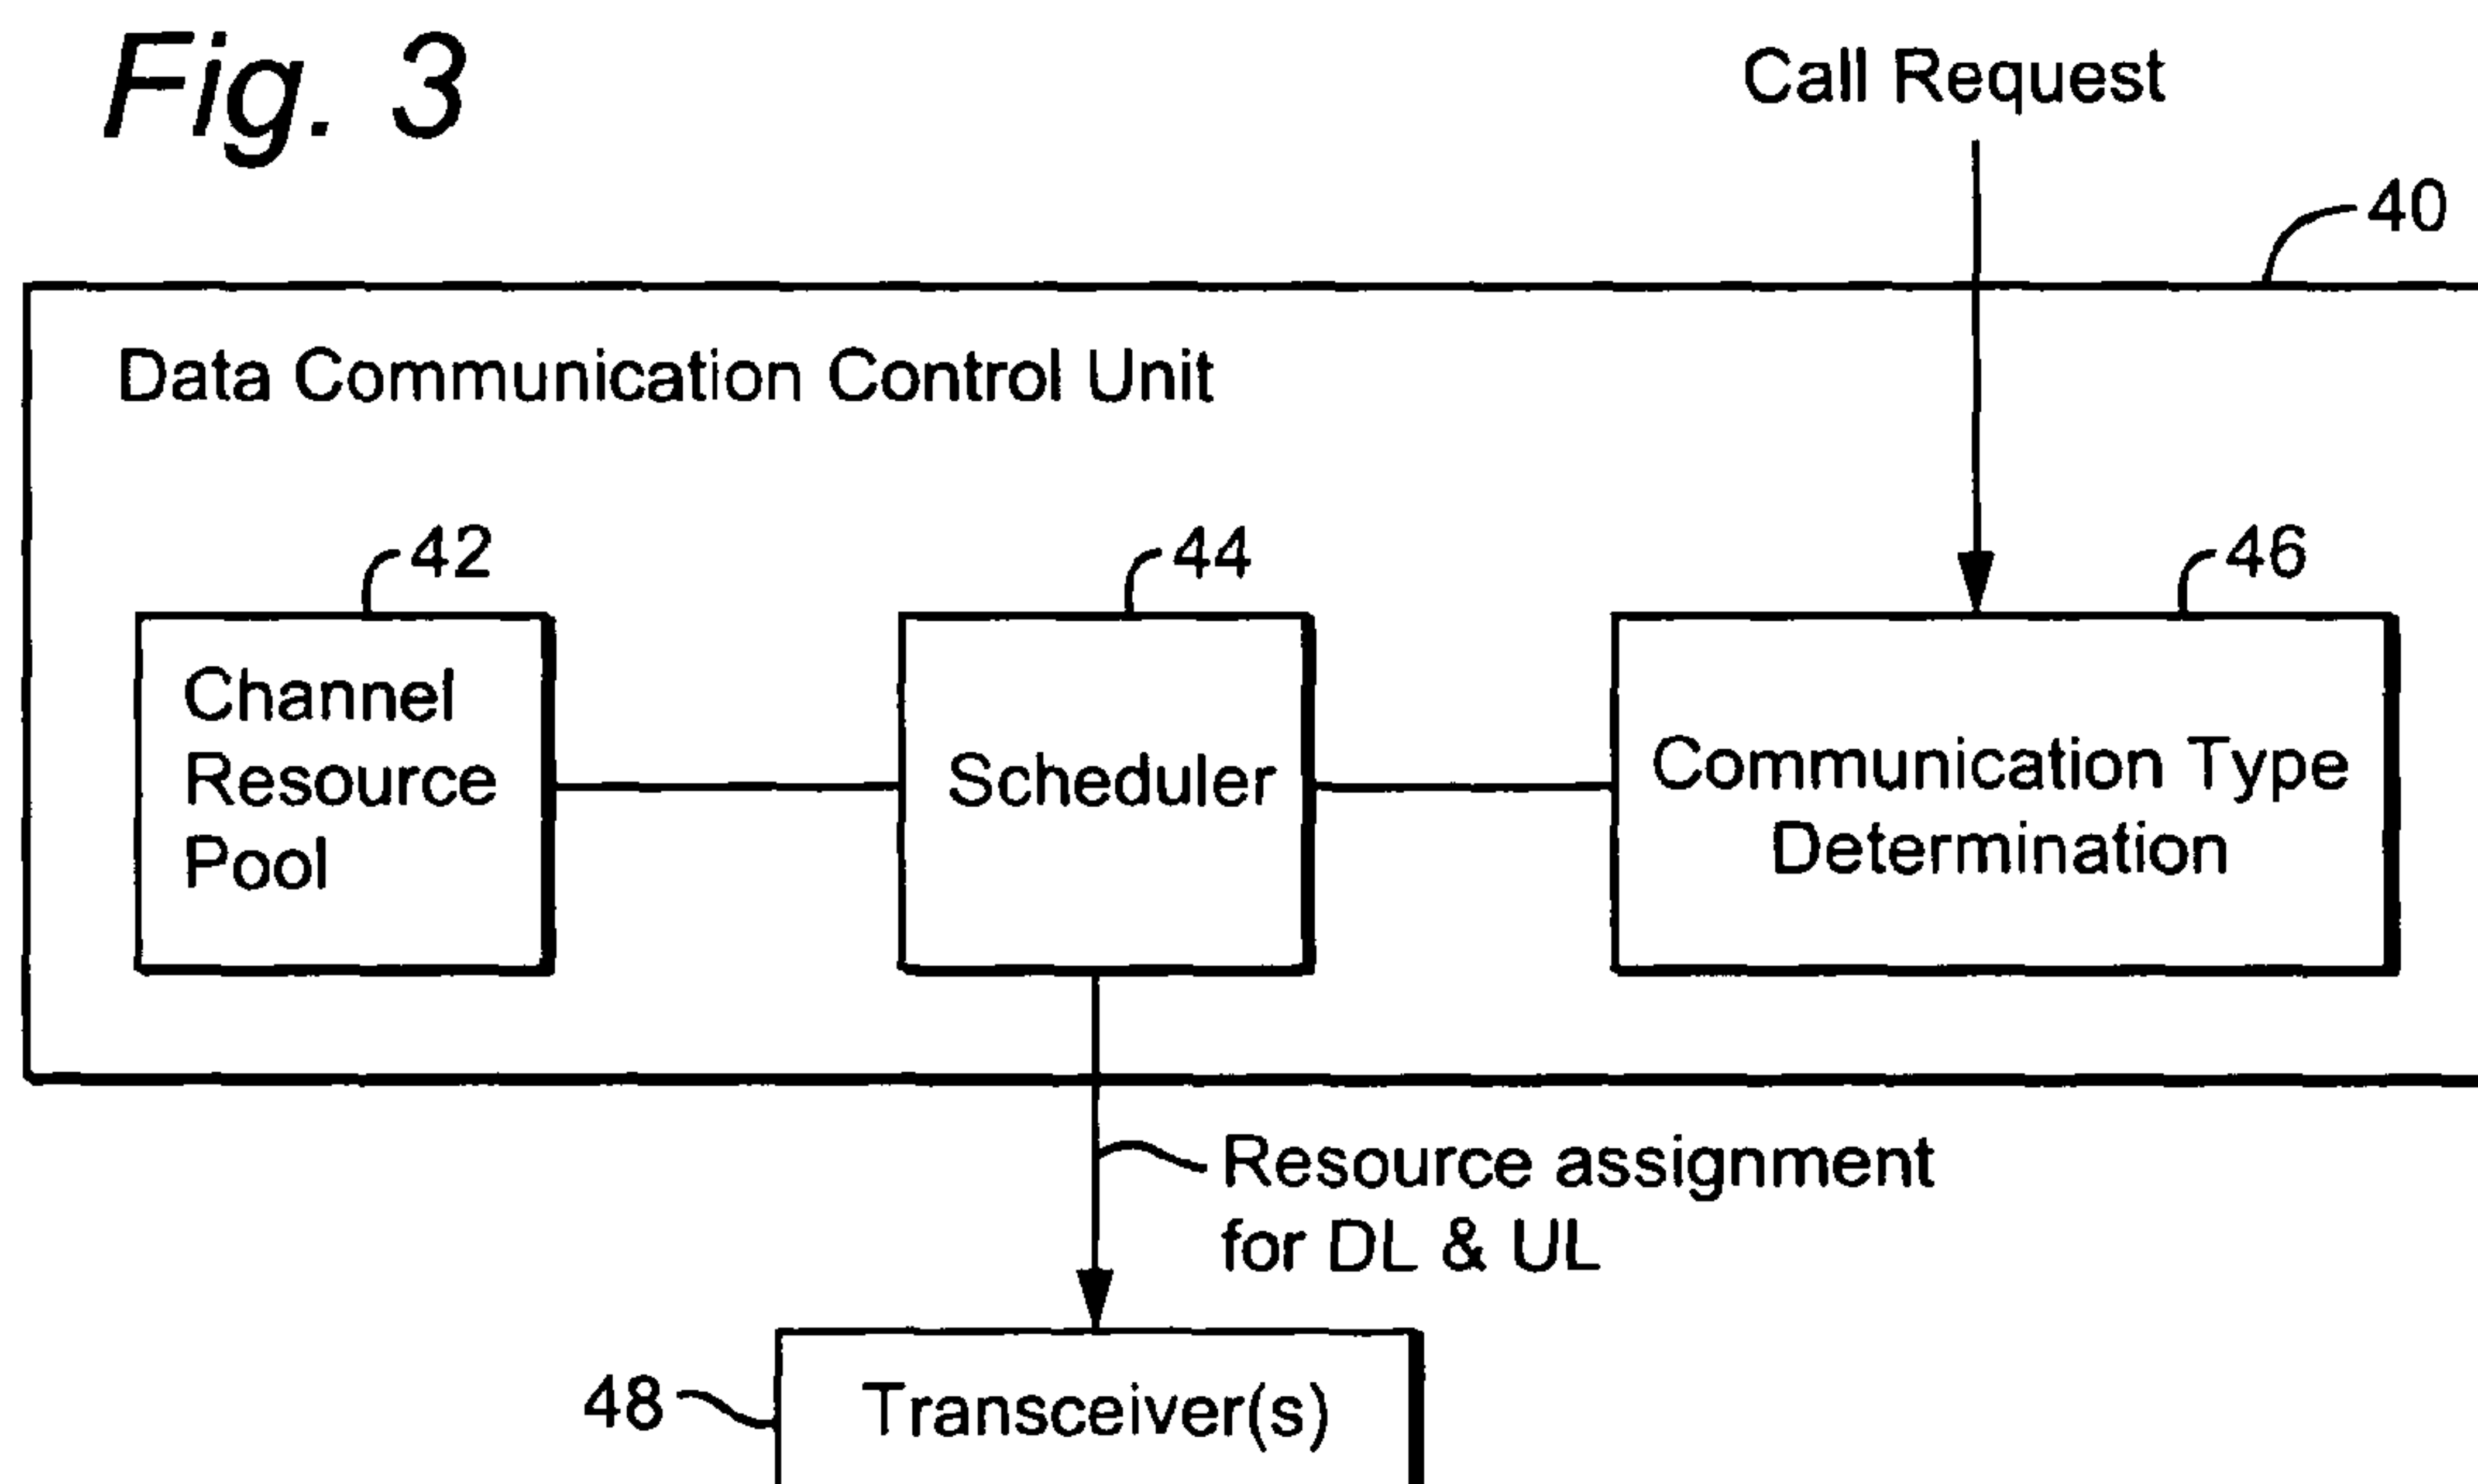 Fig. 3
Call Request
40
Data Communication Control Unit
42
44
46
Channel
Resource
Pool
Scheduler
Communication Type
Determination
Resource assignment
for DL & UL
48
Transceiver(s)